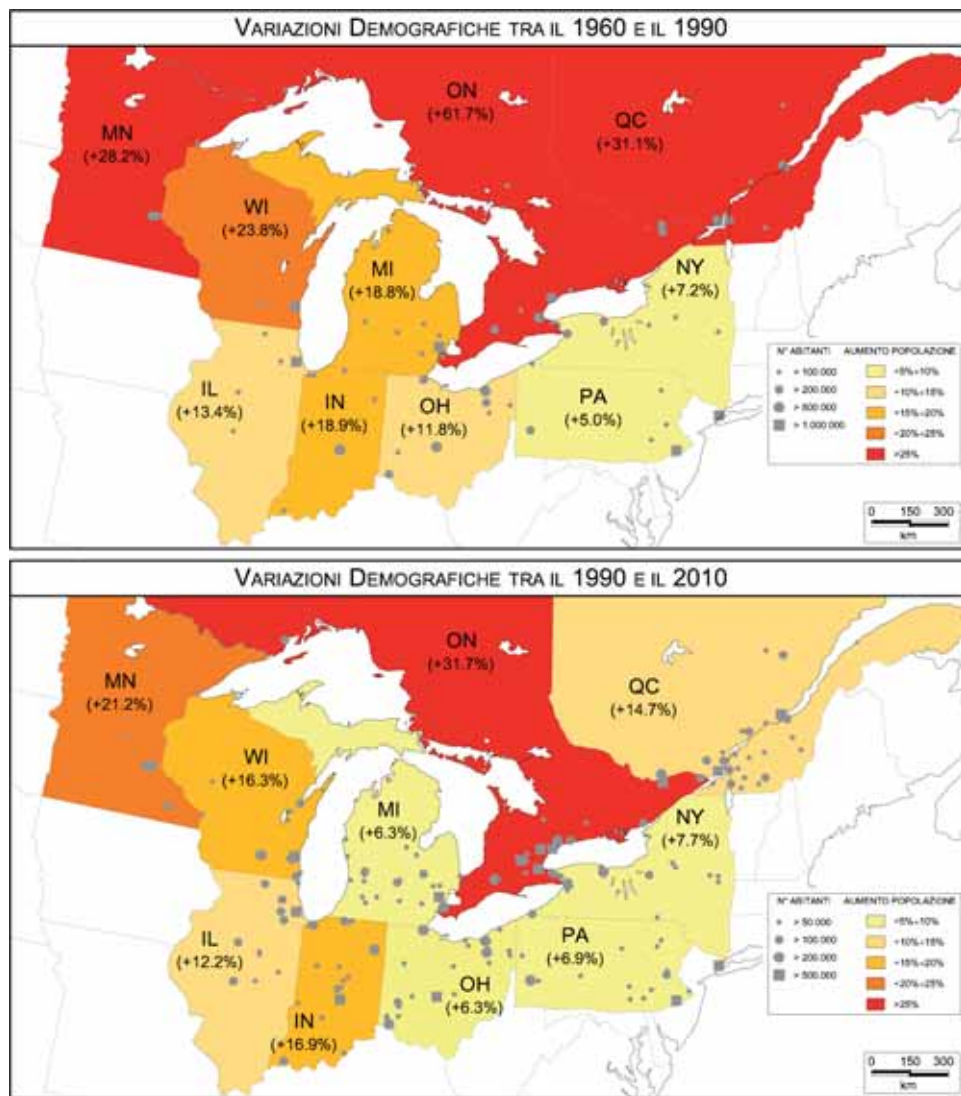 VARIAZIONI DEMOGRAFICHE TRA IL 1960 E IL 1990
ON
(+61.7%)
MN
(+28.2%)
QC
(+31.1%)
WI
(+23.8%)
MI
(+18.8%)
NY
(+7.2%)
IL
(+13.4%)
IN
(+18.9%)
OH
(+11.8%)
PA
(+5.0%)
N° ABITANTI AUMENTO POPOLAZIONE
> 100.000
> 200.000
> 500.000
> 1.000.000
+5%÷10%
+10%÷15%
+15%÷20%
+20%÷25%
>25%
0 150 300
km
VARIAZIONI DEMOGRAFICHE TRA IL 1990 E IL 2010
ON
(+31.7%)
MN
(+21.2%)
QC
(+14.7%)
WI
(+16.3%)
MI
(+6.3%)
NY
(+7.7%)
IL
(+12.2%)
IN
(+16.9%)
OH
(+6.3%)
PA
(+6.9%)
N° ABITANTI AUMENTO POPOLAZIONE
> 50.000
> 100.000
> 200.000
> 500.000
+5%÷10%
+10%÷15%
+15%÷20%
+20%÷25%
>25%
0 150 300
km